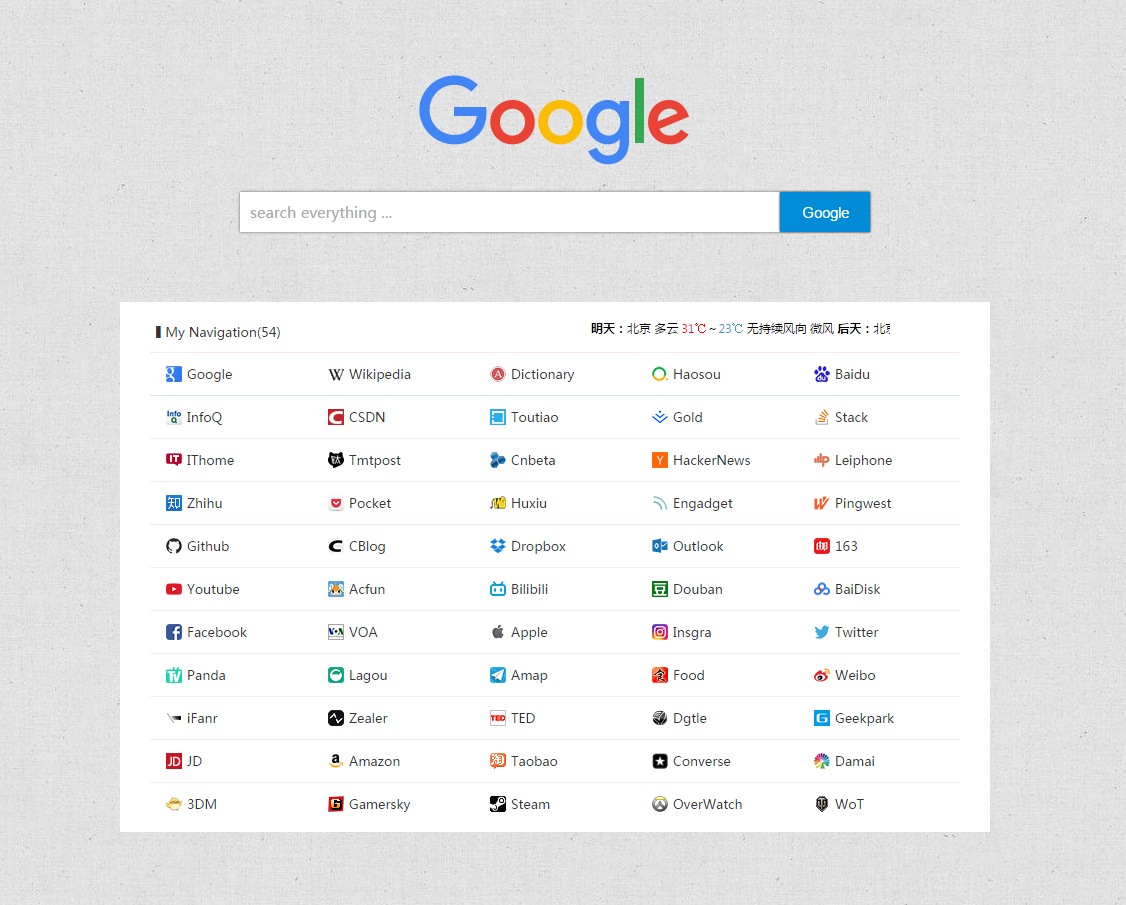 Google
search everything ... Google
My Navigation(54) 明天：北京 多云 31℃ ~ 23℃ 无持续风向 微风 后天：北京
Google Wikipedia Dictionary Haosou Baidu
InfoQ CSDN Toutiao Gold Stack
IThome Tmtpost Cnbeta HackerNews Leiphone
Zhihu Pocket Huxiu Engadget Pingwest
Github CBlog Dropbox Outlook 163
Youtube Acfun Bilibili Douban BaiDisk
Facebook VOA Apple Insgra Twitter
Panda Lagou Amap Food Weibo
iFanr Zealer TED Dgtle Geekpark
JD Amazon Taobao Converse Damai
3DM Gamersky Steam OverWatch WoT